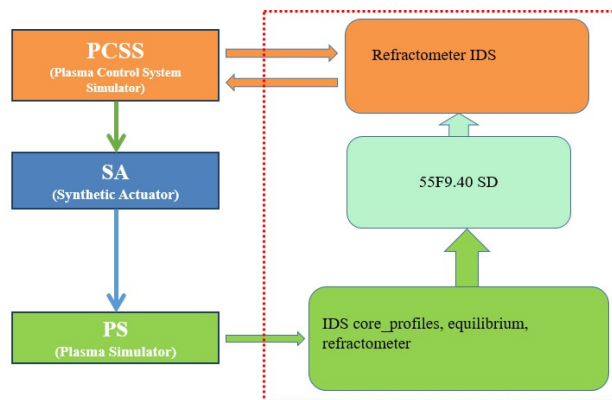 PCSS
(Plasma Control System
Simulator)
Refractometer IDS
SA
(Synthetic Actuator)
55F9.40 SD
PS
(Plasma Simulator)
IDS core_profiles, equilibrium,
refractometer